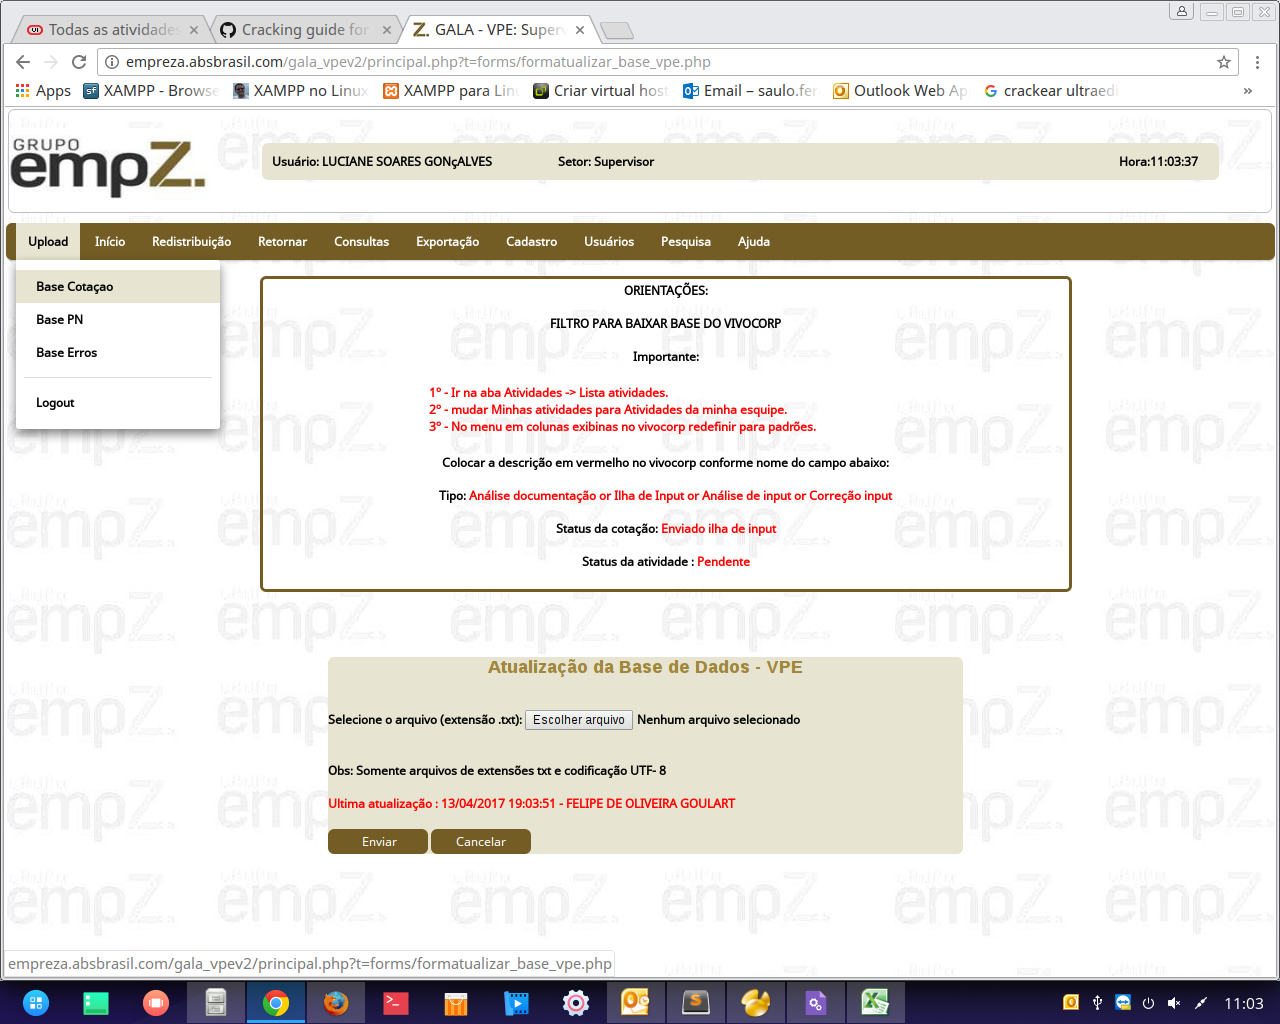 Todas as atividades
Cracking guide for
GALA - VPE: Superv
empreza.absbrasil.com/gala_vpev2/principal.php?t=forms/formatualizar_base_vpe.php
Apps XAMPP - Browse XAMPP no Linux XAMPP para Linu Criar virtual host Email – saulo.fer Outlook Web Ap crackear ultraedi »
GRUPO
empZ.
Usuário: LUCIANE SOARES GONçALVES Setor: Supervisor Hora:11:03:37
Upload Início Redistribuição Retornar Consultas Exportação Cadastro Usuários Pesquisa Ajuda
Base Cotaçao
Base PN
Base Erros
Logout
ORIENTAÇÕES:
FILTRO PARA BAIXAR BASE DO VIVOCORP
Importante:
1º - Ir na aba Atividades -> Lista atividades.
2º - mudar Minhas atividades para Atividades da minha esquipe.
3º - No menu em colunas exibinas no vivocorp redefinir para padrões.
Colocar a descrição em vermelho no vivocorp conforme nome do campo abaixo:
Tipo: Análise documentação or Ilha de Input or Análise de input or Correção input
Status da cotação: Enviado ilha de input
Status da atividade : Pendente
Atualização da Base de Dados - VPE
Selecione o arquivo (extensão .txt): Escolher arquivo Nenhum arquivo selecionado
Obs: Somente arquivos de extensões txt e codificação UTF- 8
Ultima atualização : 13/04/2017 19:03:51 - FELIPE DE OLIVEIRA GOULART
Enviar Cancelar
empreza.absbrasil.com/gala_vpev2/principal.php?t=forms/formatualizar_base_vpe.php
11:03